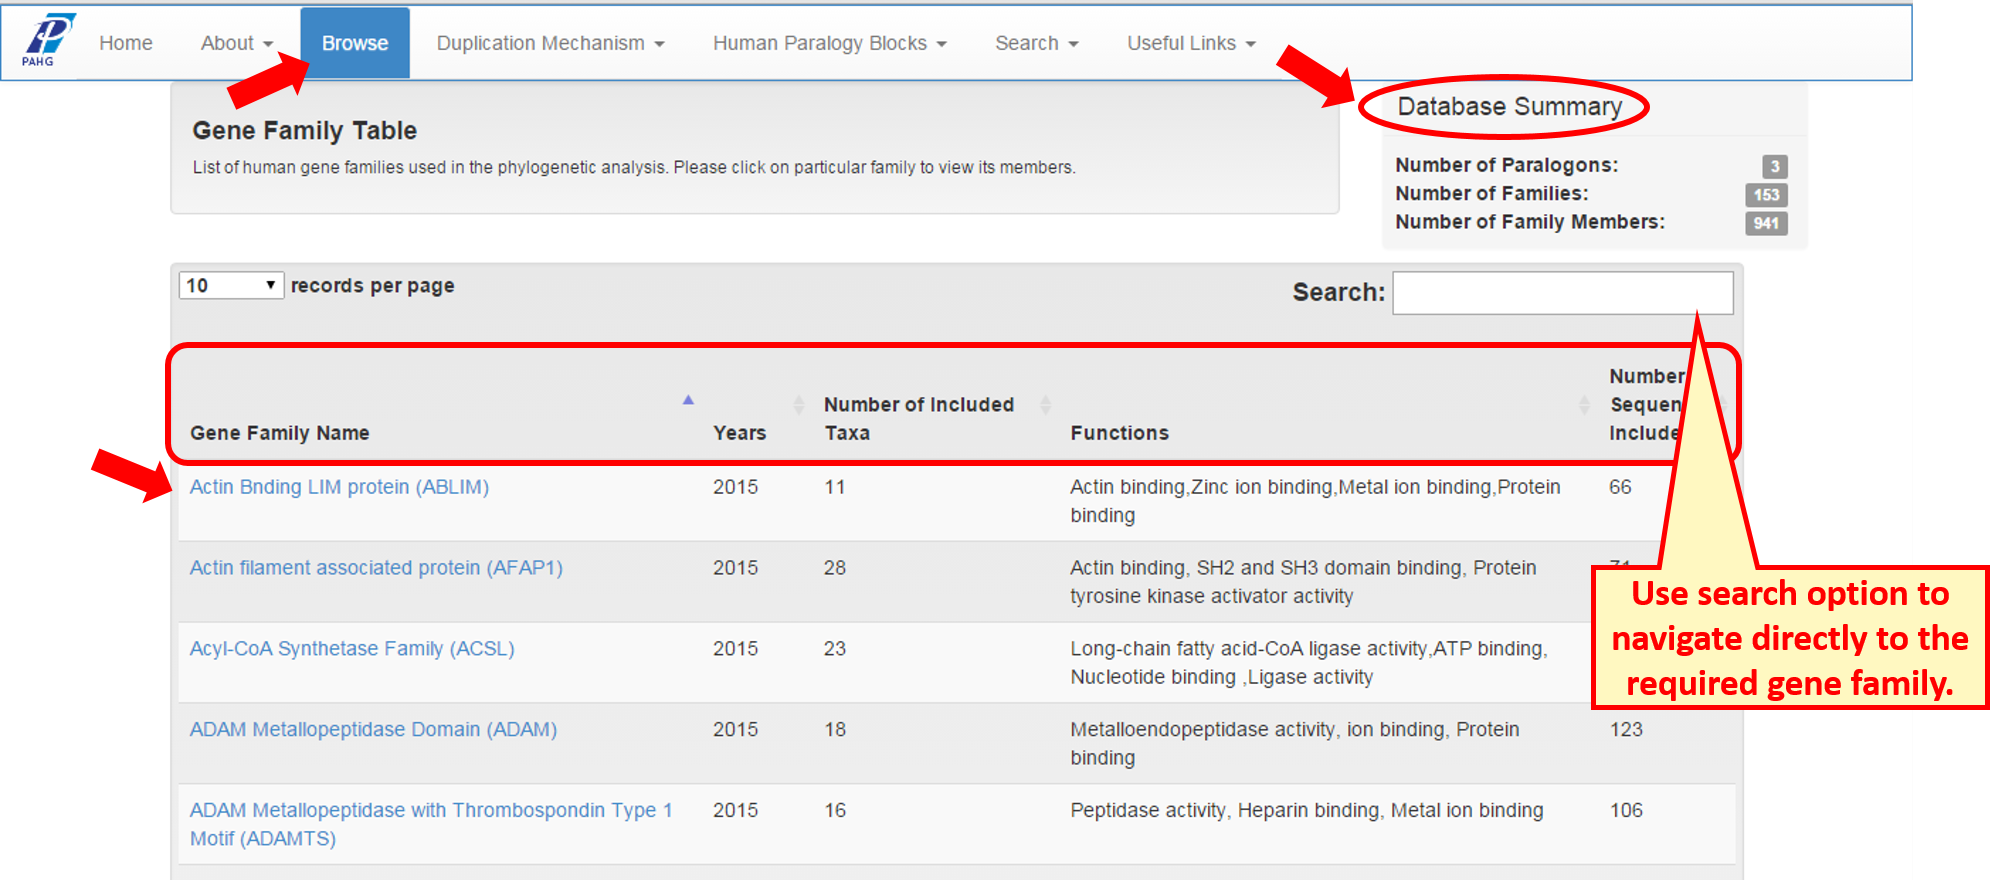 PAHG
Home
About
Browse
Duplication Mechanism
Human Paralogy Blocks
Search
Useful Links
Gene Family Table
List of human gene families used in the phylogenetic analysis. Please click on particular family to view its members.
Database Summary
Number of Paralogons: 3
Number of Families: 153
Number of Family Members: 941
10 records per page
Search:
Gene Family Name
Years
Number of Included
Taxa
Functions
Number
Actin Bnding LIM protein (ABLIM)
2015
11
Actin binding,Zinc ion binding,Metal ion binding,Protein
binding
66
Actin filament associated protein (AFAP1)
2015
28
Actin binding, SH2 and SH3 domain binding, Protein
tyrosine kinase activator activity
Acyl-CoA Synthetase Family (ACSL)
2015
23
Long-chain fatty acid-CoA ligase activity,ATP binding,
Nucleotide binding ,Ligase activity
ADAM Metallopeptidase Domain (ADAM)
2015
18
Metalloendopeptidase activity, ion binding, Protein
binding
123
ADAM Metallopeptidase with Thrombospondin Type 1
Motif (ADAMTS)
2015
16
Peptidase activity, Heparin binding, Metal ion binding
106
Use search option to
navigate directly to the
required gene family.